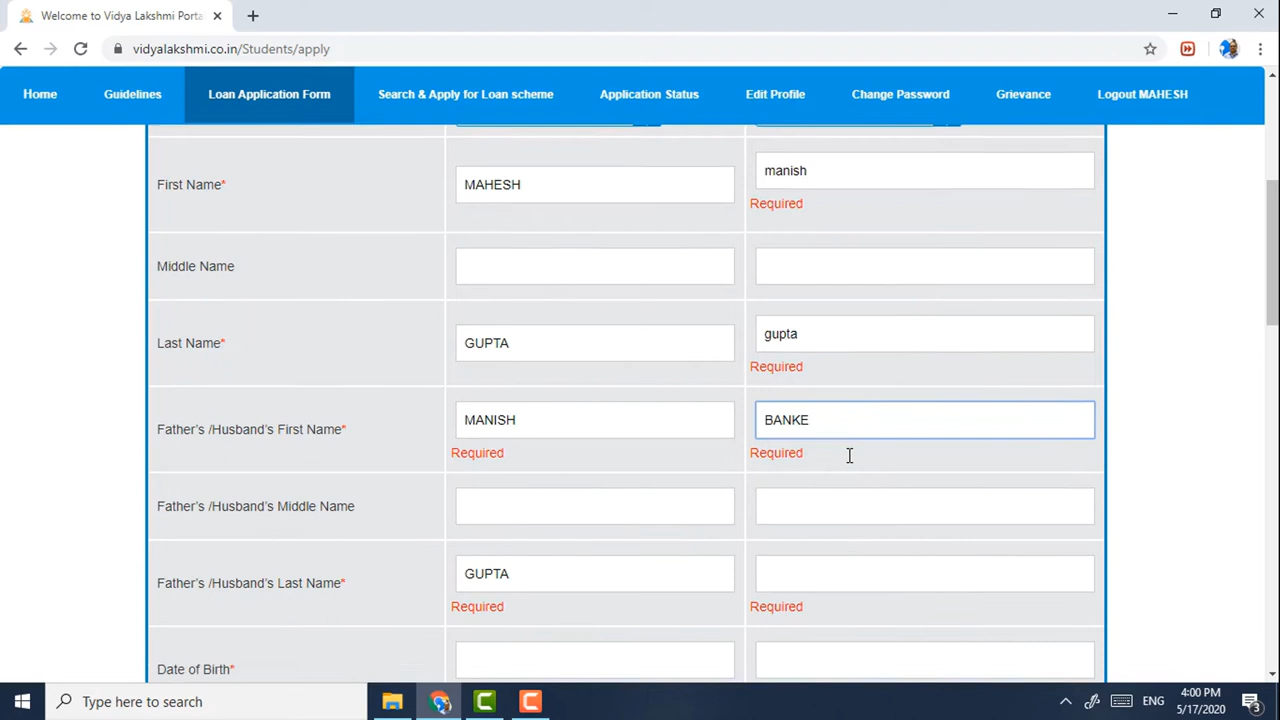 Welcome to Vidya Lakshmi Porta
vidyalakshmi.co.in/Students/apply
Home Guidelines Loan Application Form Search & Apply for Loan scheme Application Status Edit Profile Change Password Grievance Logout MAHESH
First Name* MAHESH manish
Required
Middle Name
Last Name* GUPTA gupta
Required
Father's /Husband's First Name* MANISH BANKE
Required Required
Father's /Husband's Middle Name
Father's /Husband's Last Name* GUPTA
Required Required
Date of Birth*
Type here to search ENG 4:00 PM
5/17/2020 3